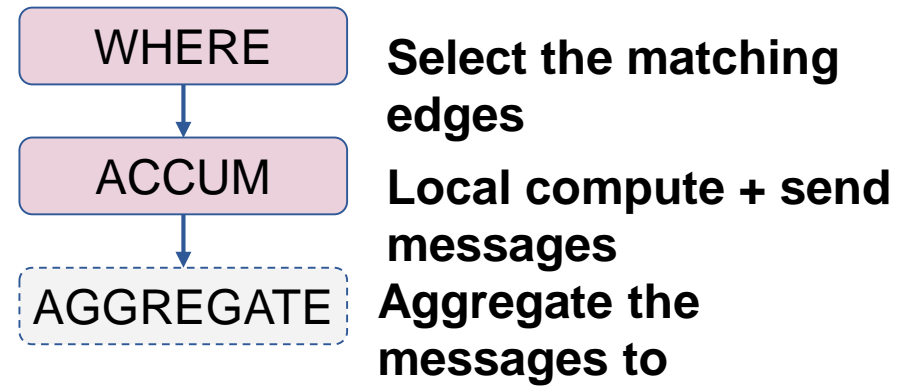 WHERE
Select the matching
edges
ACCUM
Local compute + send
messages
AGGREGATE
Aggregate the
messages to